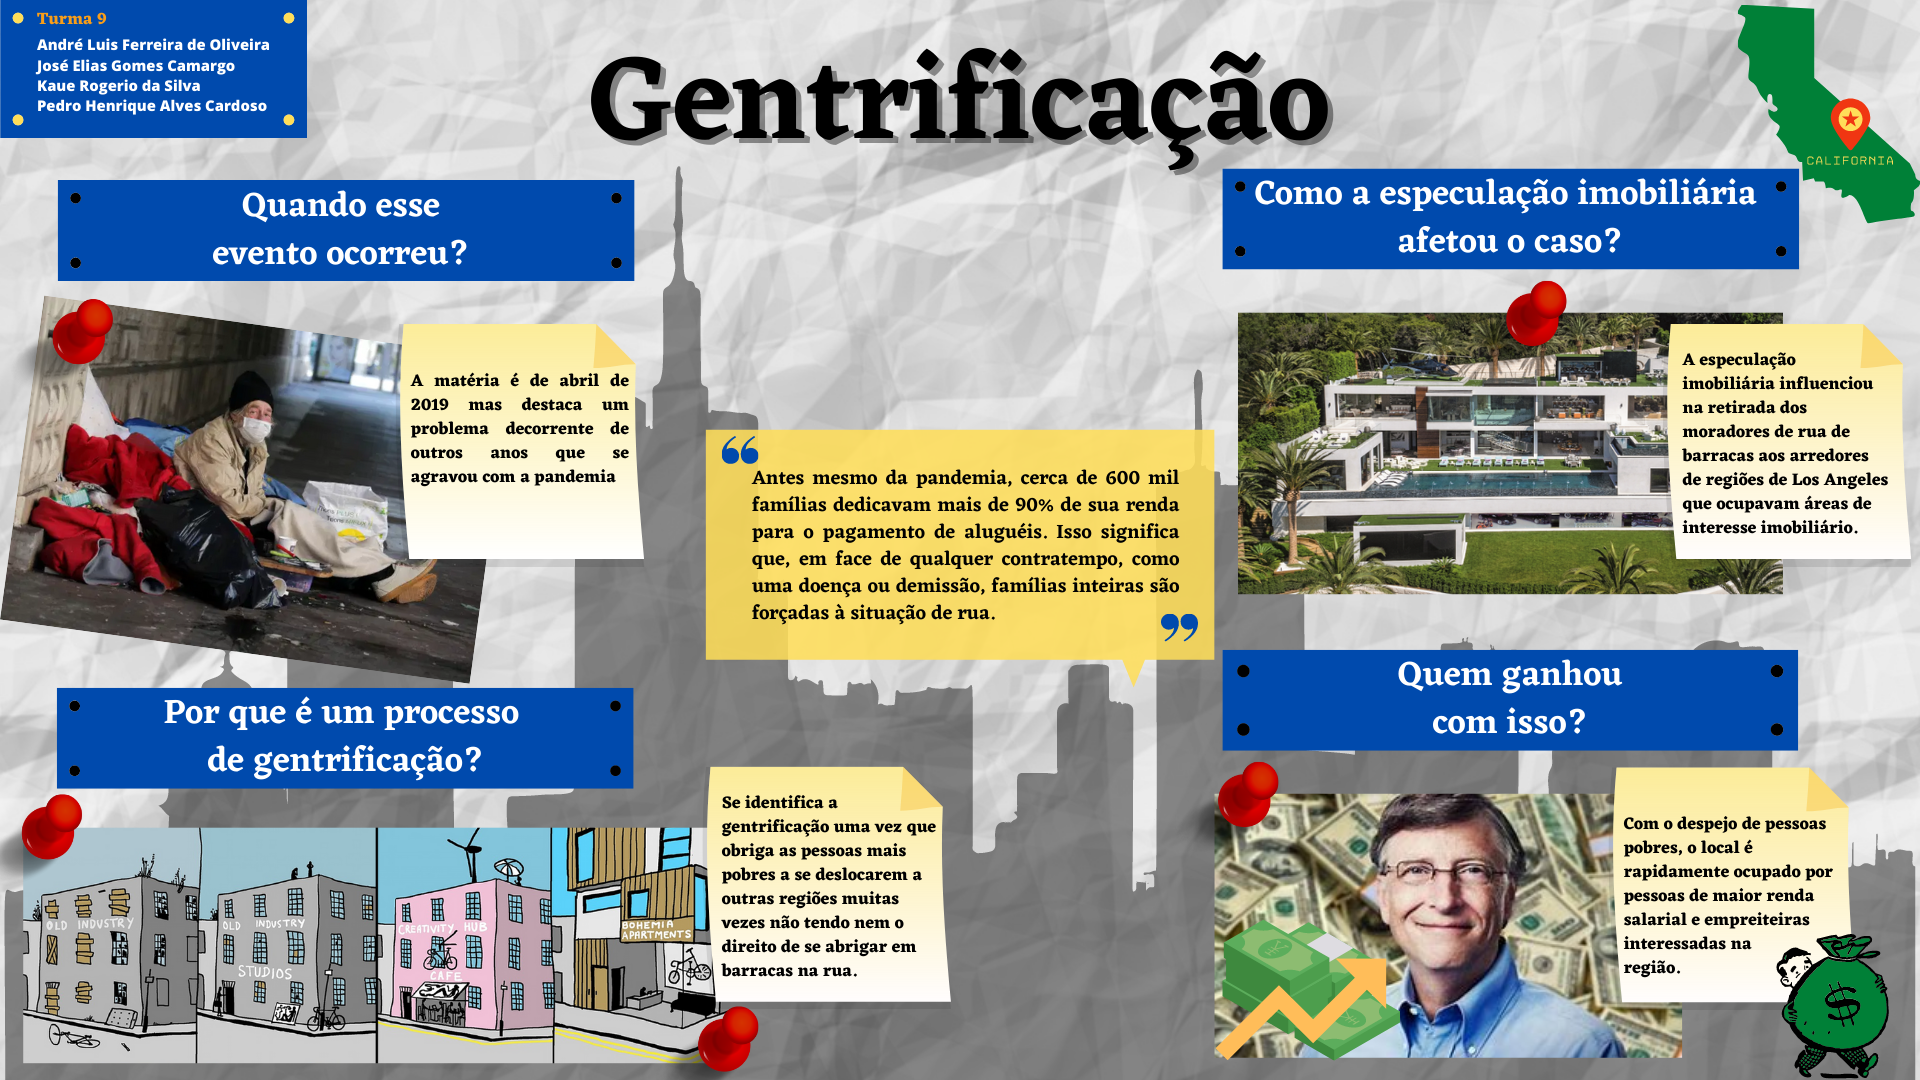 Turma 9
André Luis Ferreira de Oliveira
José Elias Gomes Camargo
Kaue Rogerio da Silva
Pedro Henrique Alves Cardoso
Gentrificação
CALIFORNIA
Quando esse
evento ocorreu?
A matéria é de abril de
2019 mas destaca um
problema decorrente de
outros anos que se
agravou com a pandemia
Como a especulação imobiliária
afetou o caso?
A especulação
imobiliária influenciou
na retirada dos
moradores de rua de
barracas aos arredores
de regiões de Los Angeles
que ocupavam áreas de
interesse imobiliário.
“
Antes mesmo da pandemia, cerca de 600 mil
famílias dedicavam mais de 90% de sua renda
para o pagamento de aluguéis. Isso significa
que, em face de qualquer contratempo, como
uma doença ou demissão, famílias inteiras são
forçadas à situação de rua.
”
Por que é um processo
de gentrificação?
OLD INDUSTRY
OLD INDUSTRY
STUDIOS
CREATIVITY HUB
CAFE
BOHEMIA
APARTMENTS
Se identifica a
gentrificação uma vez que
obriga as pessoas mais
pobres a se deslocarem a
outras regiões muitas
vezes não tendo nem o
direito de se abrigar em
barracas na rua.
Quem ganhou
com isso?
Com o despejo de pessoas
pobres, o local é
rapidamente ocupado por
pessoas de maior renda
salarial e empreiteiras
interessadas na
região.
$